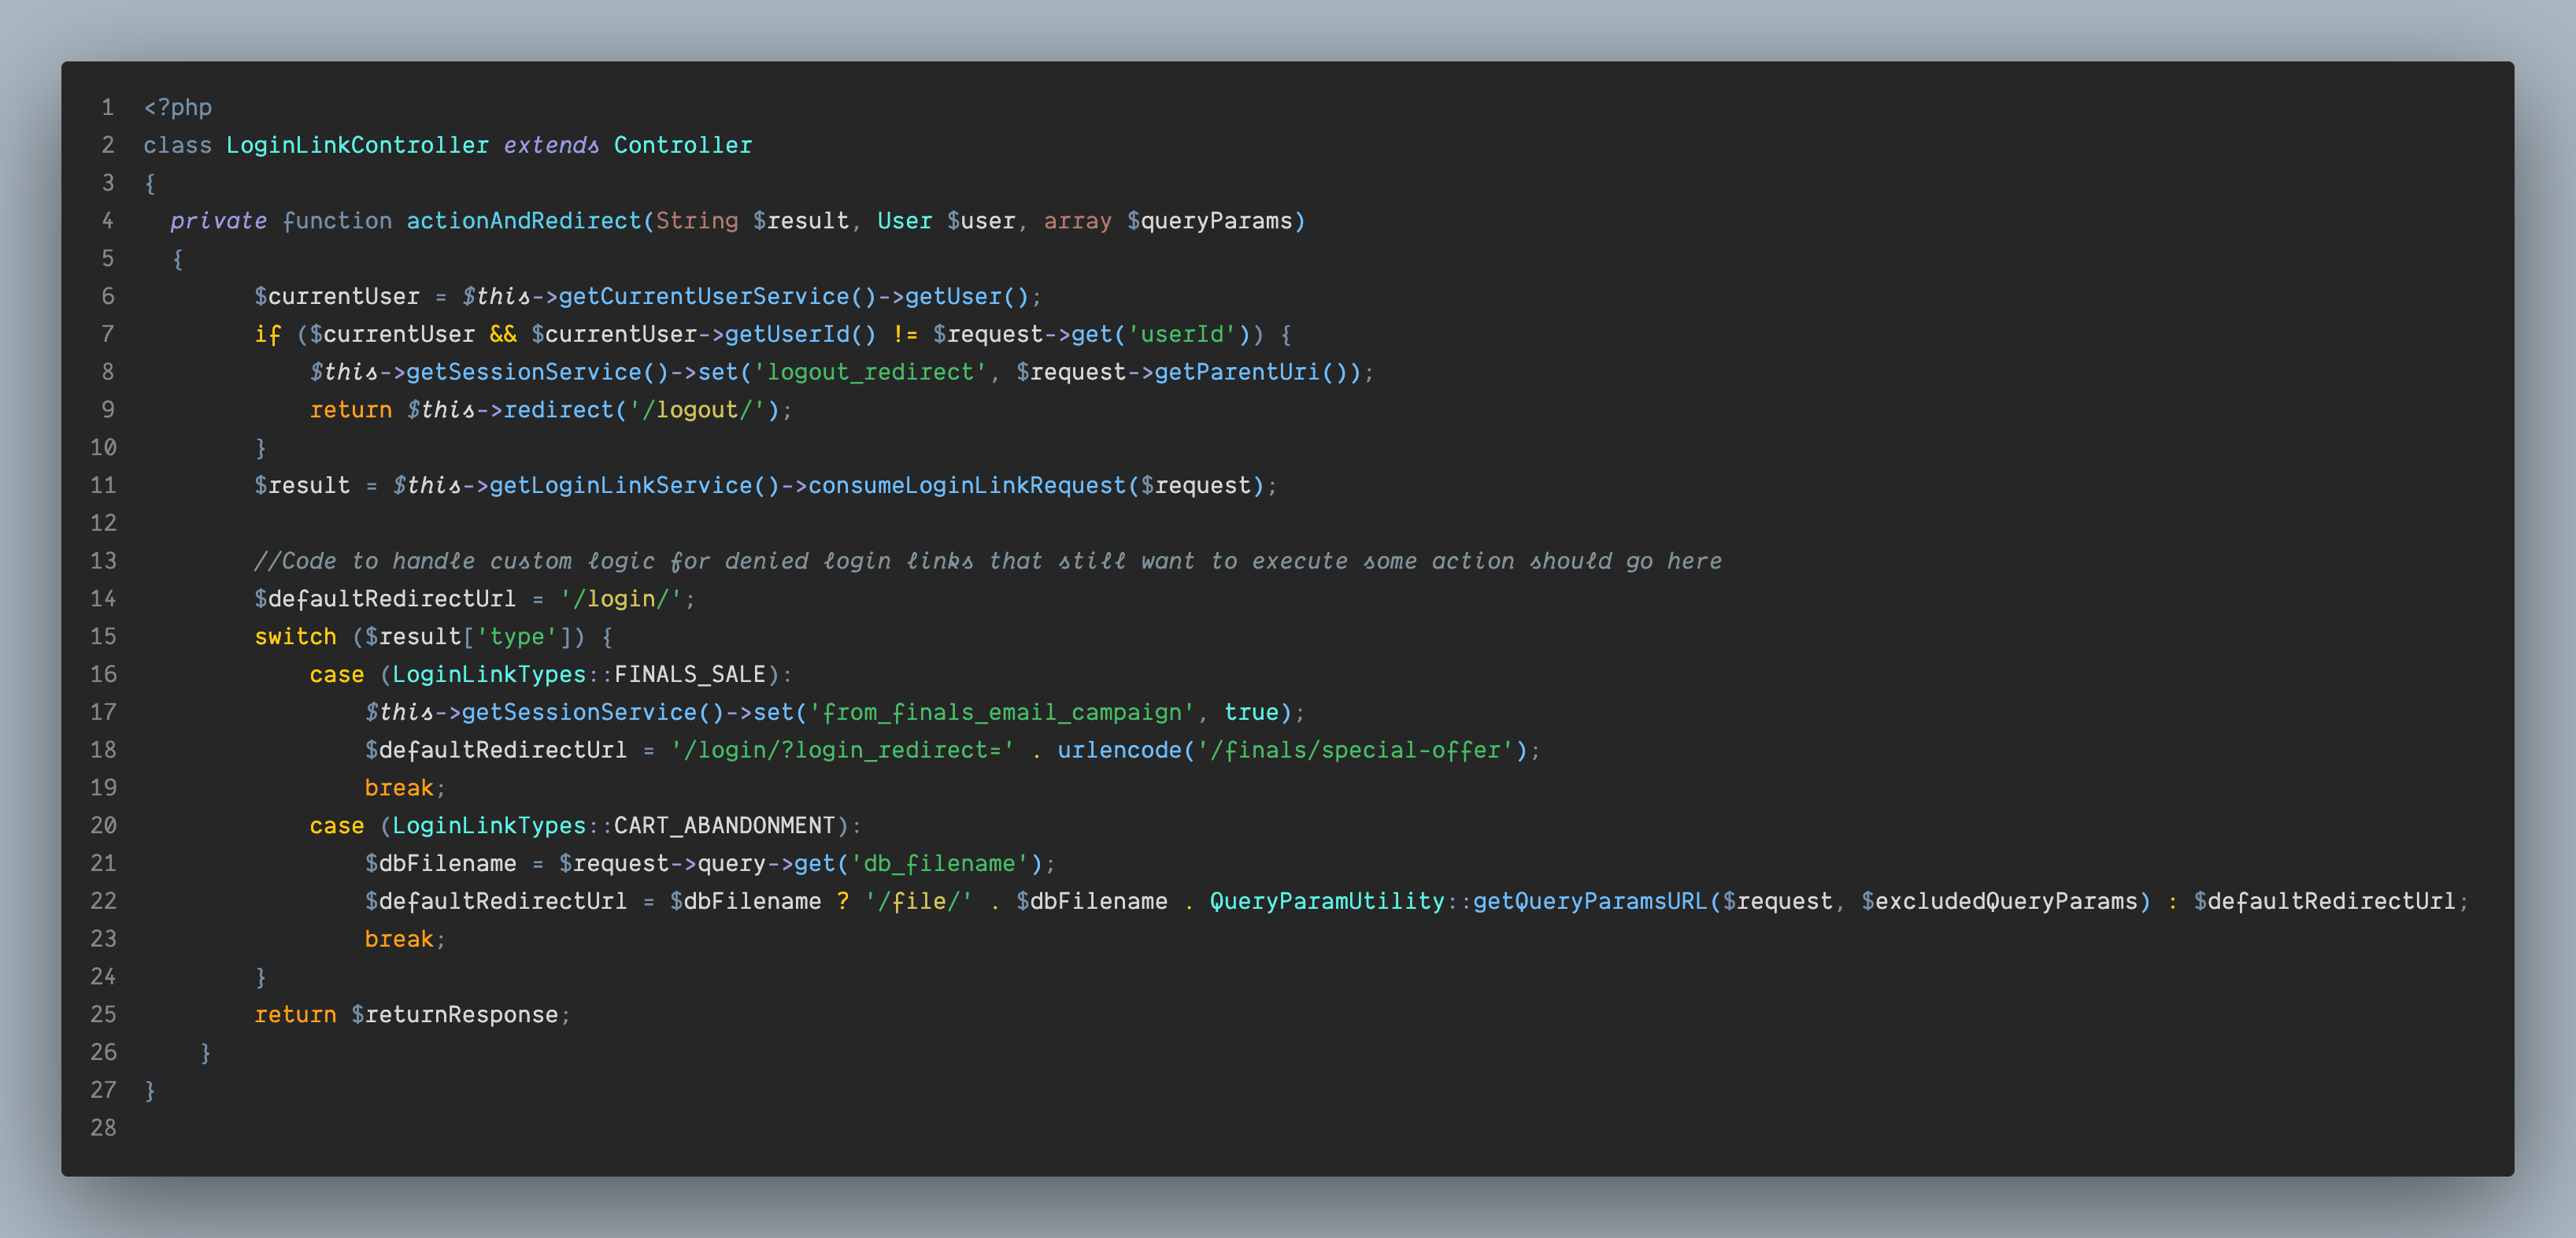 1 <?php
2 class LoginLinkController extends Controller
3 {
4   private function actionAndRedirect(String $result, User $user, array $queryParams)
5   {
6         $currentUser = $this->getCurrentUserService()->getUser();
7         if ($currentUser && $currentUser->getUserId() != $request->get('userId')) {
8             $this->getSessionService()->set('logout_redirect', $request->getParentUri());
9             return $this->redirect('/logout/');
10         }
11         $result = $this->getLoginLinkService()->consumeLoginLinkRequest($request);
12
13         //Code to handle custom logic for denied login links that still want to execute some action should go here
14         $defaultRedirectUrl = '/login/';
15         switch ($result['type']) {
16             case (LoginLinkTypes::FINALS_SALE):
17                 $this->getSessionService()->set('from_finals_email_campaign', true);
18                 $defaultRedirectUrl = '/login/?login_redirect=' . urlencode('/finals/special-offer');
19                 break;
20             case (LoginLinkTypes::CART_ABANDONMENT):
21                 $dbFilename = $request->query->get('db_filename');
22                 $defaultRedirectUrl = $dbFilename ? '/file/' . $dbFilename . QueryParamUtility::getQueryParamsURL($request, $excludedQueryParams) : $defaultRedirectUrl;
23                 break;
24         }
25         return $returnResponse;
26     }
27 }
28